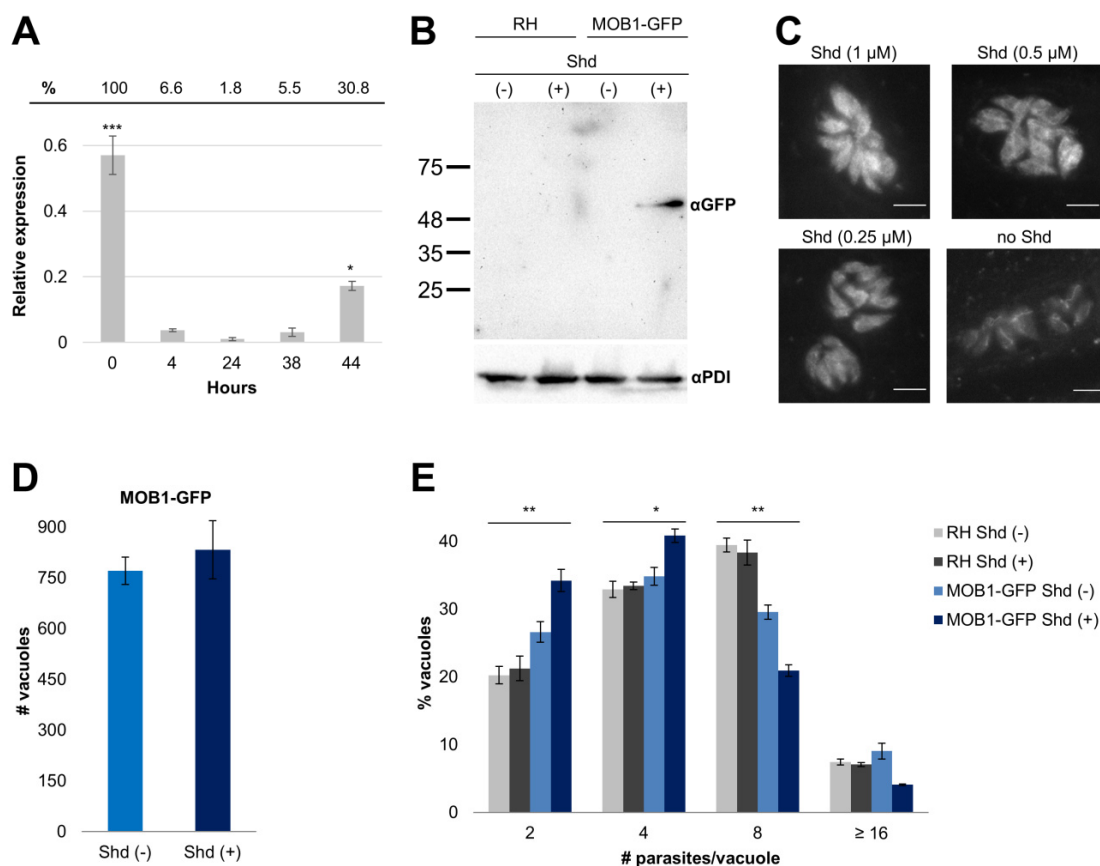 A
% 100 6.6 1.8 5.5 30.8
Relative expression
0.6
0.4
0.2
0
***
*
0 4 24 38 44
Hours
B
RH MOB1-GFP
Shd
(-) (+) (-) (+)
75
48
35
25
αGFP
αPDI
C
Shd (1 µM) Shd (0.5 µM)
Shd (0.25 µM) no Shd
D
MOB1-GFP
# vacuoles
900
750
600
450
300
150
0
Shd (-) Shd (+)
E
% vacuoles
40
30
20
10
0
** * **
2 4 8 ≥ 16
# parasites/vacuole
RH Shd (-)
RH Shd (+)
MOB1-GFP Shd (-)
MOB1-GFP Shd (+)